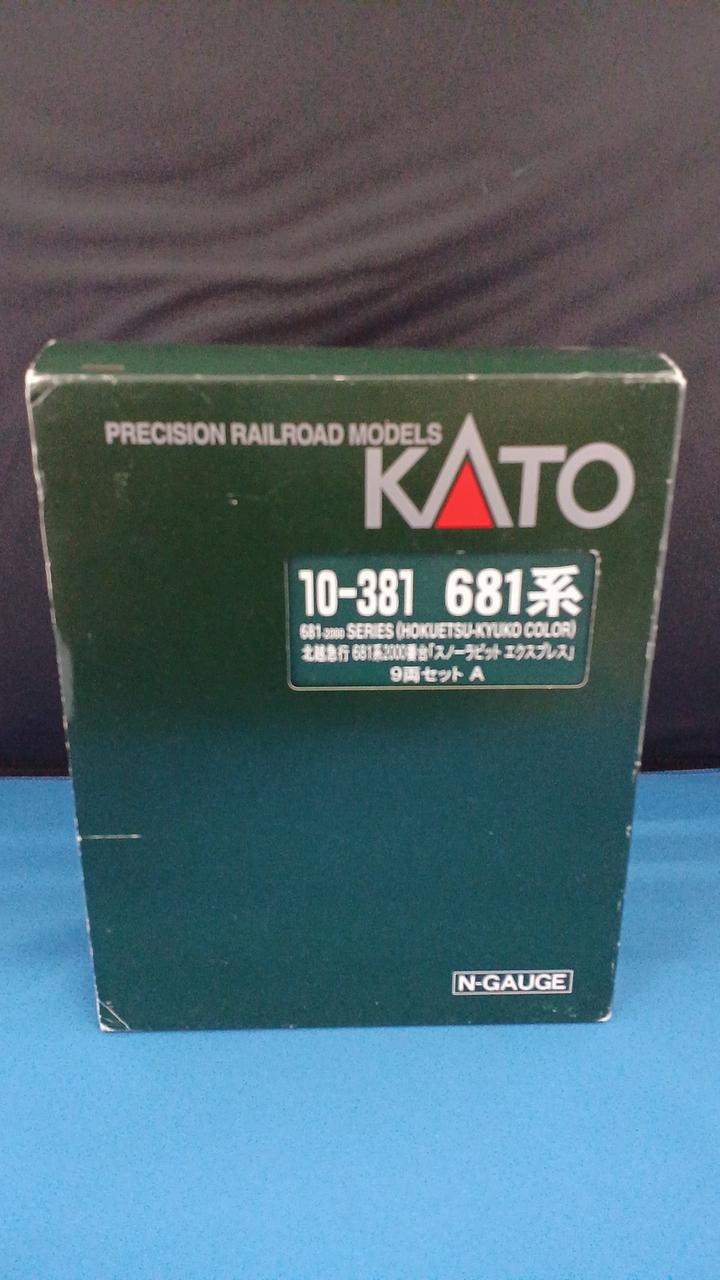 PRECISION RAILROAD MODELS
KATO
10-381 681系
681-2000 SERIES (HOKUETSU-KYUKO COLOR)
北越急行 681系2000番台「スノーラビット エクスプレス」
9両セット A
N-GAUGE